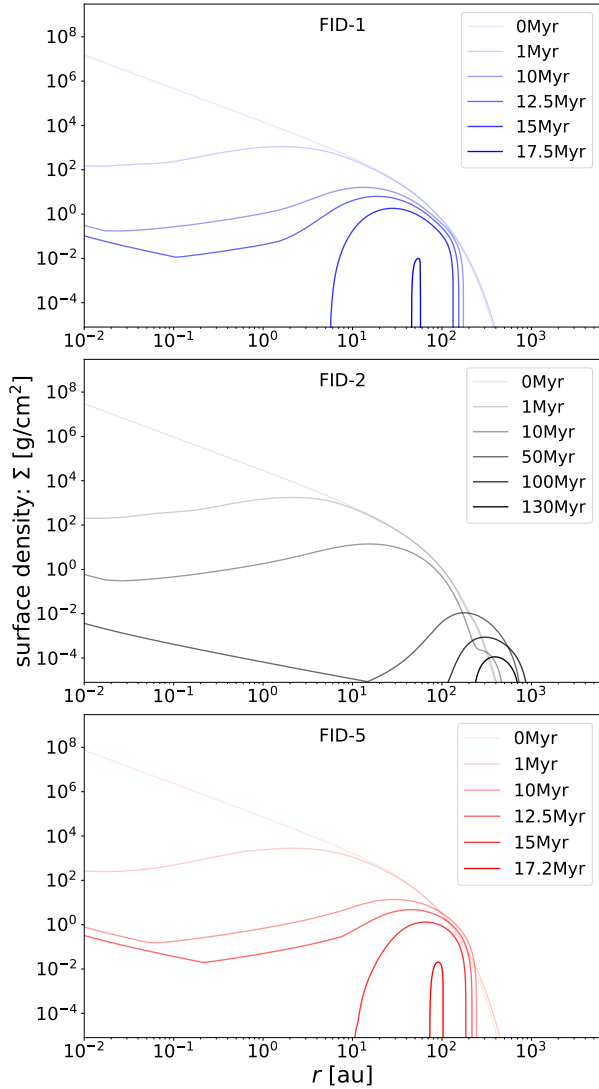 FID-1
0Myr
1Myr
10Myr
12.5Myr
15Myr
17.5Myr
10^8
10^6
10^4
10^2
10^0
10^-2
10^-4
10^-2 10^-1 10^0 10^1 10^2 10^3
FID-2
0Myr
1Myr
10Myr
50Myr
100Myr
130Myr
10^8
10^6
10^4
10^2
10^0
10^-2
10^-4
10^-2 10^-1 10^0 10^1 10^2 10^3
surface density: Σ [g/cm^2]
FID-5
0Myr
1Myr
10Myr
12.5Myr
15Myr
17.2Myr
10^8
10^6
10^4
10^2
10^0
10^-2
10^-4
10^-2 10^-1 10^0 10^1 10^2 10^3
r [au]